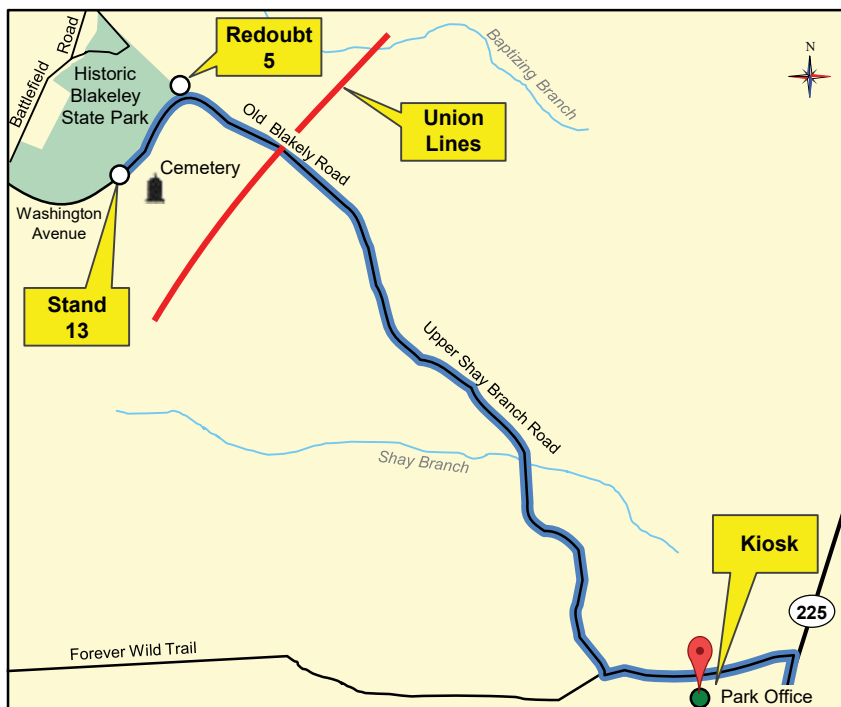 Redoubt
5
Battlefield Road
Historic
Blakeley
State Park
Baptizing Branch
N
Union
Lines
Old Blakely Road
Cemetery
Washington
Avenue
Stand
13
Upper Shay Branch Road
Shay Branch
Kiosk
225
Forever Wild Trail
Park Office